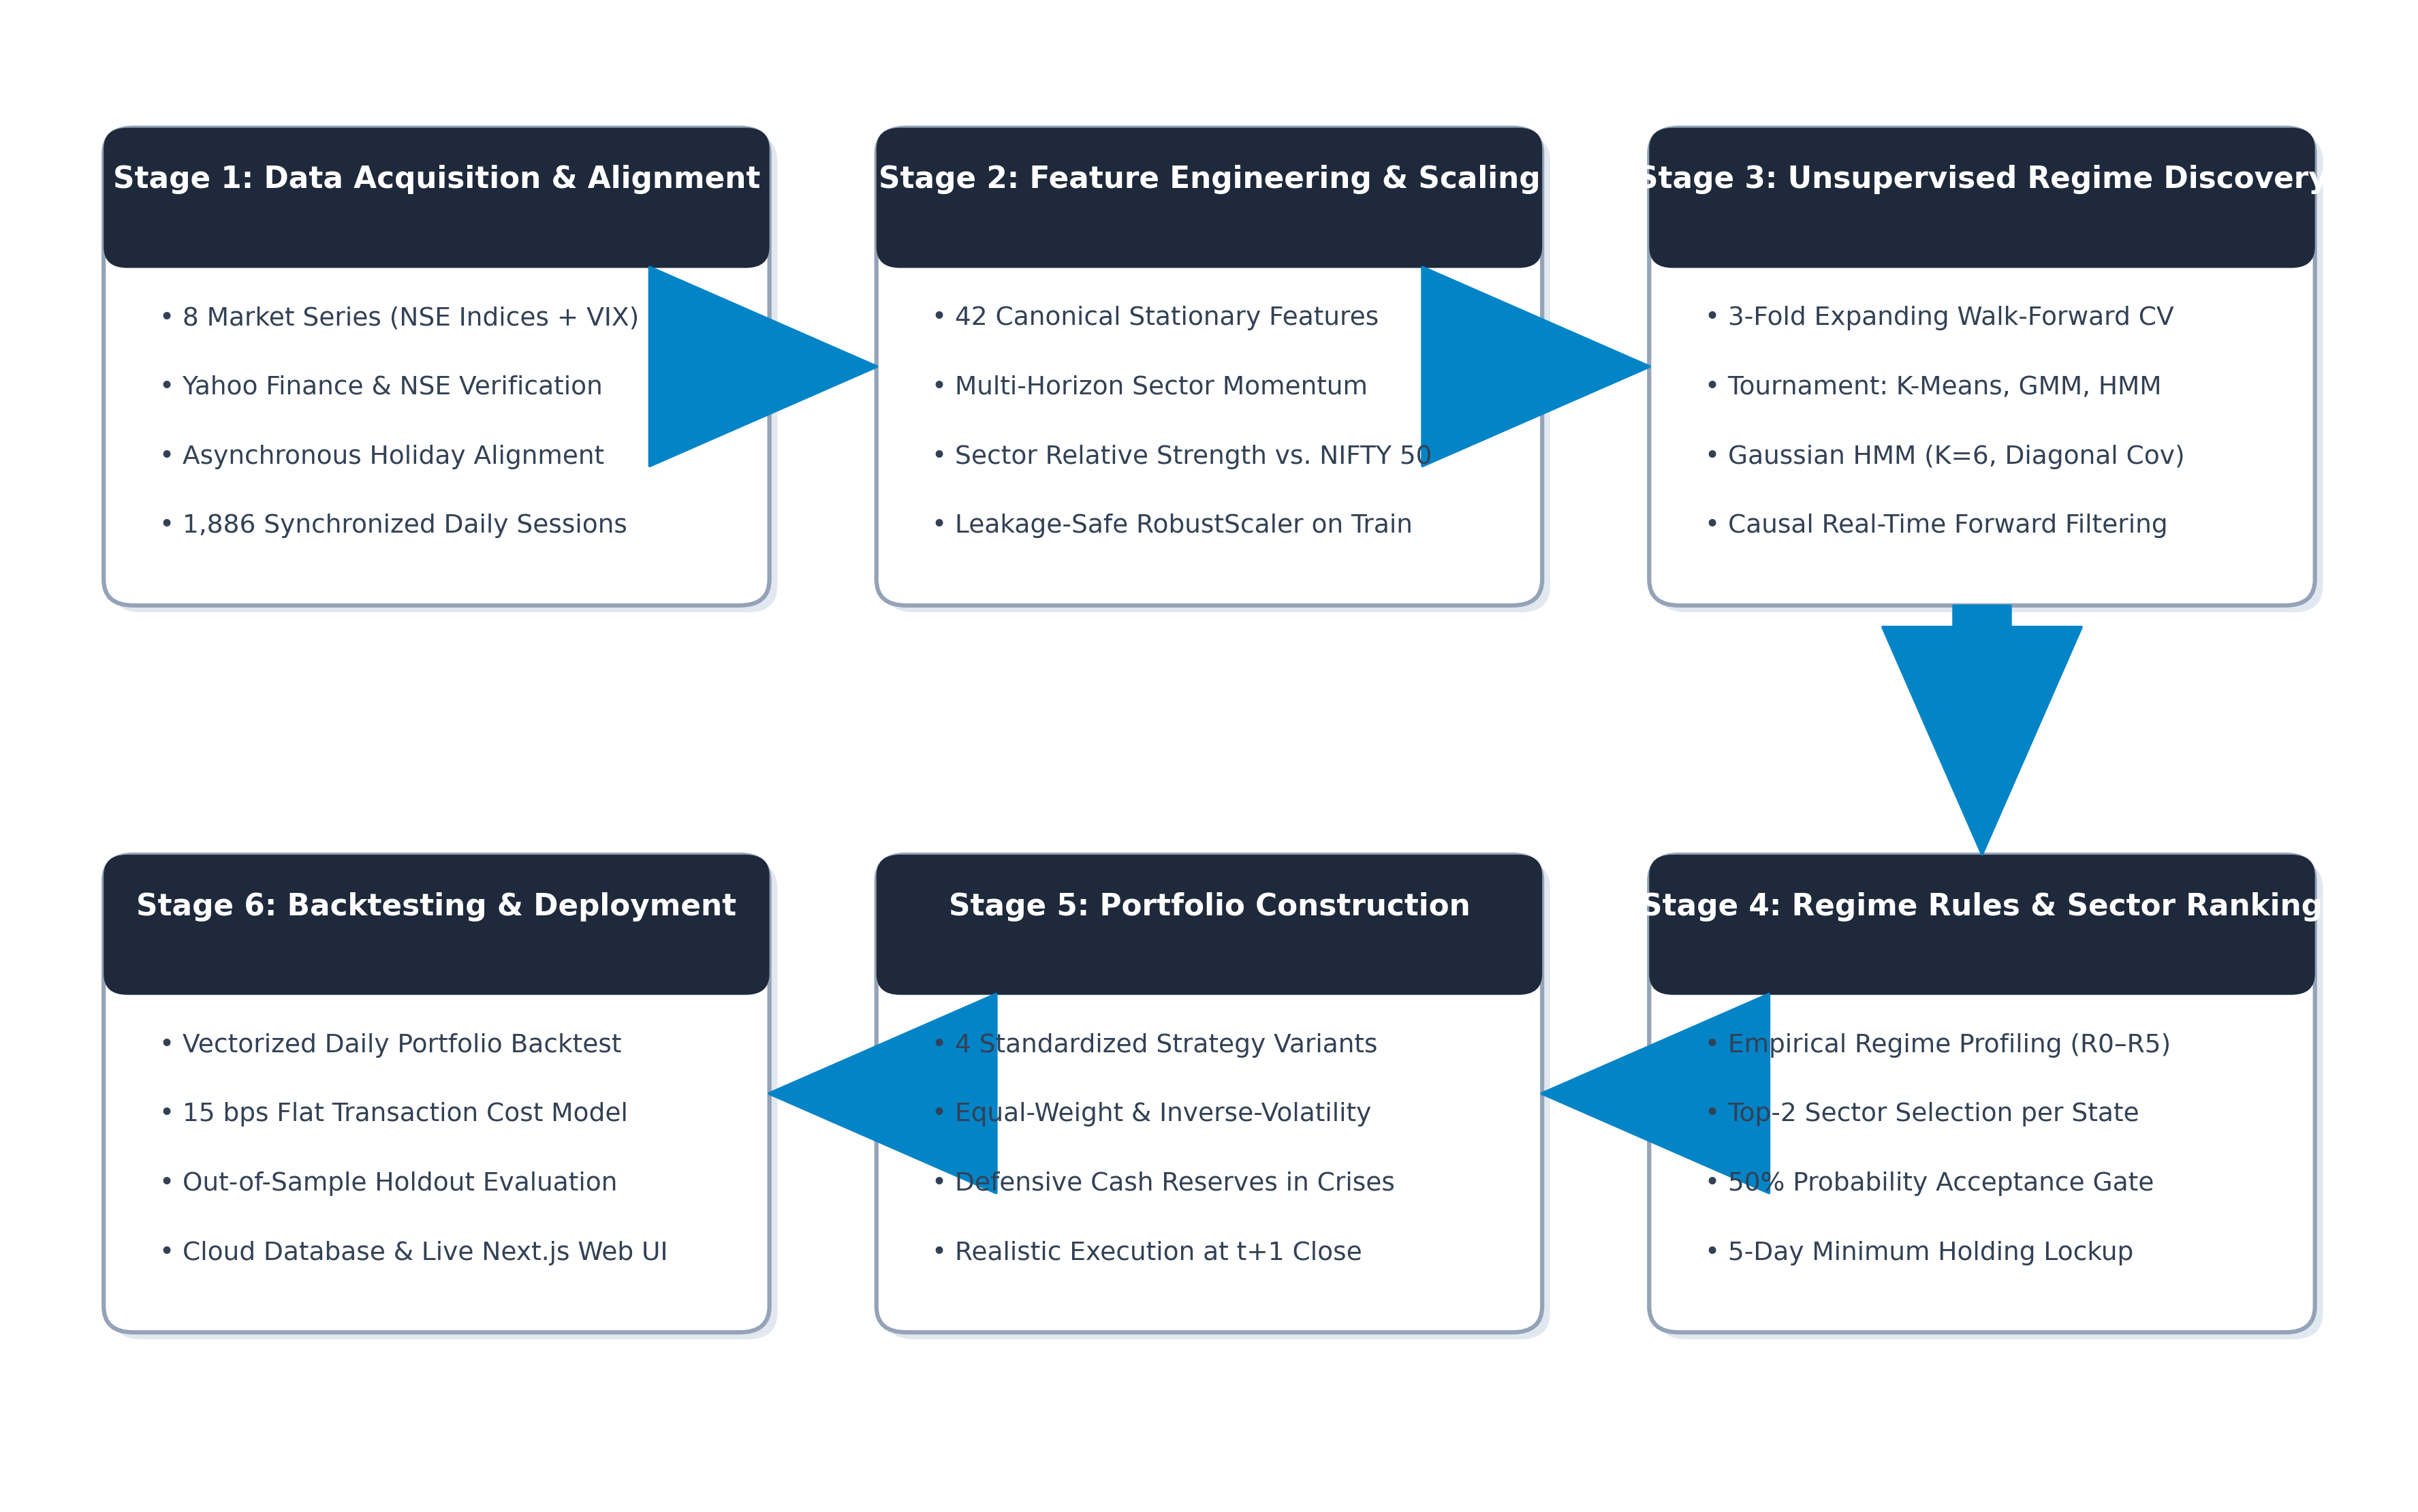 Stage 1: Data Acquisition & Alignment
• 8 Market Series (NSE Indices + VIX)
• Yahoo Finance & NSE Verification
• Asynchronous Holiday Alignment
• 1,886 Synchronized Daily Sessions
Stage 2: Feature Engineering & Scaling
• 42 Canonical Stationary Features
• Multi-Horizon Sector Momentum
• Sector Relative Strength vs. NIFTY 50
• Leakage-Safe RobustScaler on Train
Stage 3: Unsupervised Regime Discovery
• 3-Fold Expanding Walk-Forward CV
• Tournament: K-Means, GMM, HMM
• Gaussian HMM (K=6, Diagonal Cov)
• Causal Real-Time Forward Filtering
Stage 4: Regime Rules & Sector Ranking
• Empirical Regime Profiling (R0–R5)
• Top-2 Sector Selection per State
• 50% Probability Acceptance Gate
• 5-Day Minimum Holding Lockup
Stage 5: Portfolio Construction
• 4 Standardized Strategy Variants
• Equal-Weight & Inverse-Volatility
• Defensive Cash Reserves in Crises
• Realistic Execution at t+1 Close
Stage 6: Backtesting & Deployment
• Vectorized Daily Portfolio Backtest
• 15 bps Flat Transaction Cost Model
• Out-of-Sample Holdout Evaluation
• Cloud Database & Live Next.js Web UI